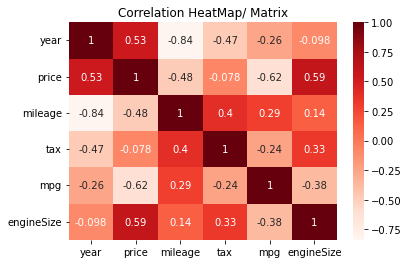 Correlation HeatMap/ Matrix
year 1 0.53 -0.84 -0.47 -0.26 -0.098
price 0.53 1 -0.48 -0.078 -0.62 0.59
mileage -0.84 -0.48 1 0.4 0.29 0.14
tax -0.47 -0.078 0.4 1 -0.24 0.33
mpg -0.26 -0.62 0.29 -0.24 1 -0.38
engineSize -0.098 0.59 0.14 0.33 -0.38 1
year price mileage tax mpg engineSize
1.00
0.75
0.50
0.25
0.00
−0.25
−0.50
−0.75